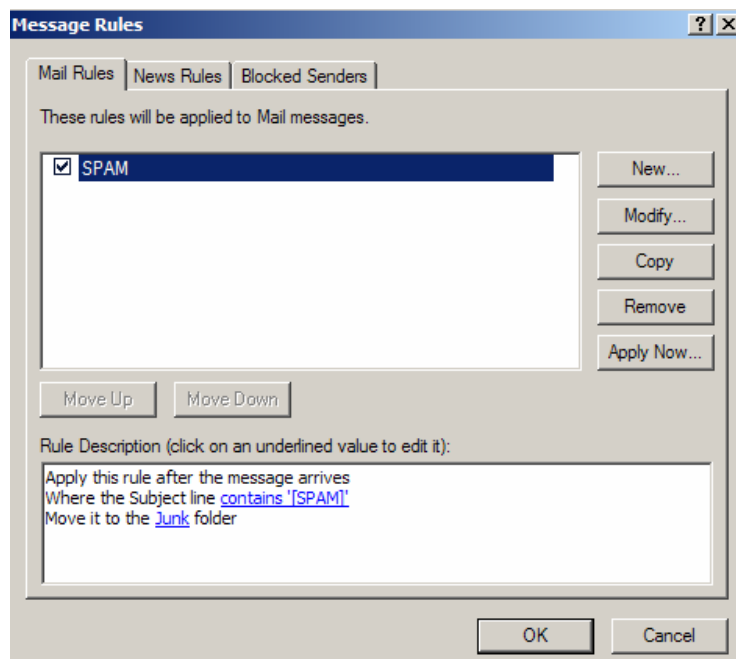 Message Rules
Mail Rules
News Rules
Blocked Senders
These rules will be applied to Mail messages.
SPAM
New...
Modify...
Copy
Remove
Apply Now...
Move Up
Move Down
Rule Description (click on an underlined value to edit it):
Apply this rule after the message arrives
Where the Subject line contains '[SPAM]'
Move it to the Junk folder
OK
Cancel